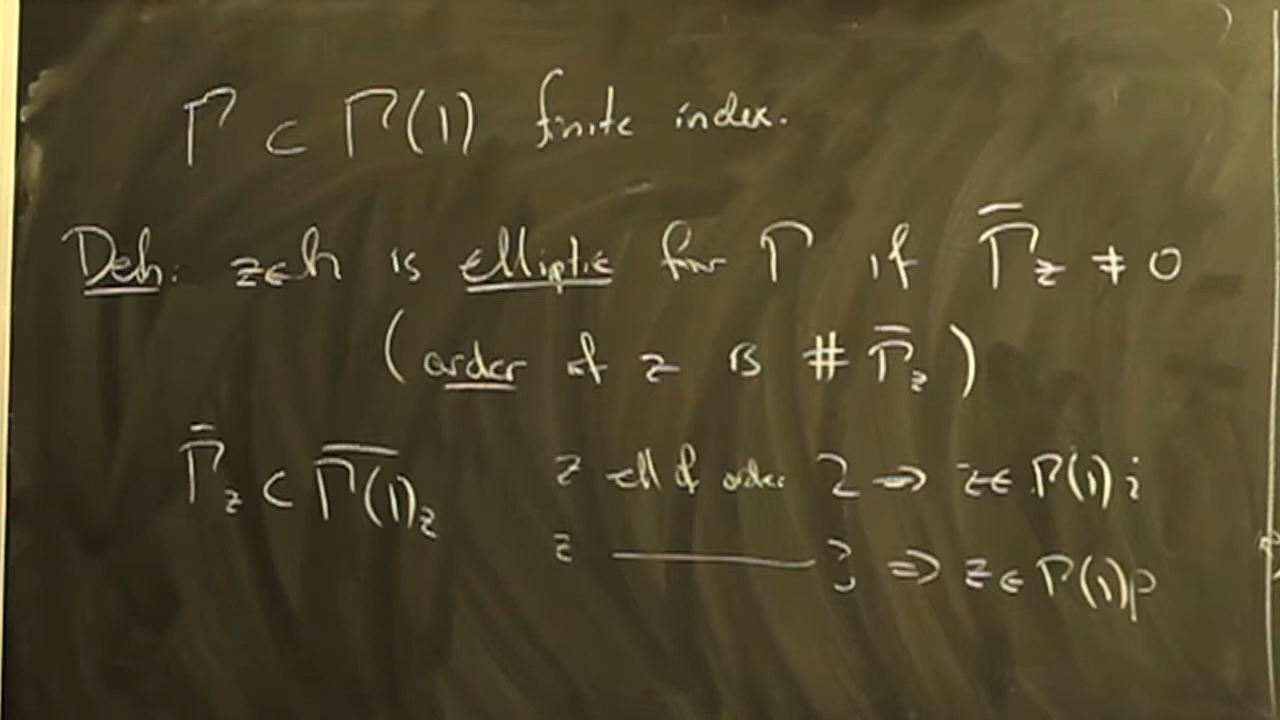 Γ ⊂ Γ(1) finite index.
Defn: z∈h is elliptic for Γ if Γ̄_z ≠ 0
(order of z is # Γ̄_z)
Γ̄_z ⊂ Γ̄(1)_z z ell of order 2 ⇒ z∈ Γ(1)i
z ———— 3 ⇒ z∈ Γ(1)ρ